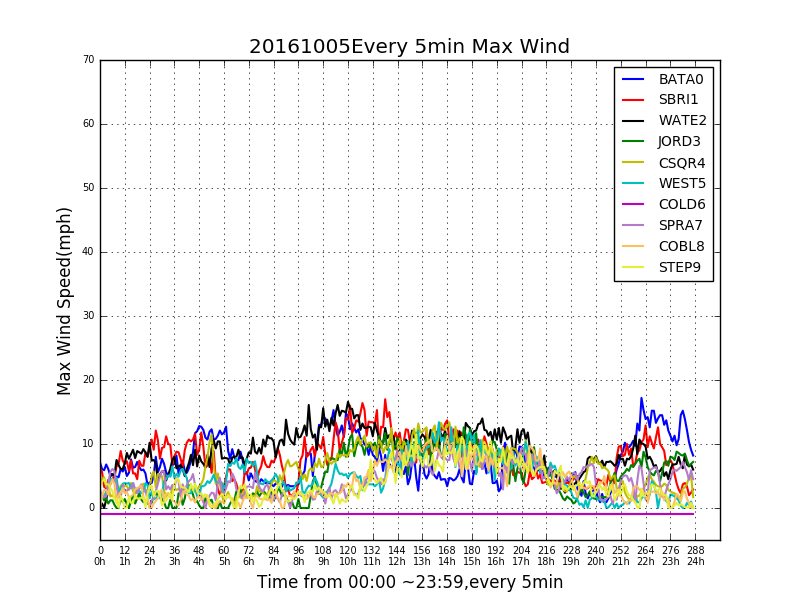 20161005Every 5min Max Wind
70
60
50
40
30
20
10
0
Max Wind Speed(mph)
BATA0
SBRI1
WATE2
JORD3
CSQR4
WEST5
COLD6
SPRA7
COBL8
STEP9
0 12 24 36 48 60 72 84 96 108 120 132 144 156 168 180 192 204 216 228 240 252 264 276 288
0h 1h 2h 3h 4h 5h 6h 7h 8h 9h 10h 11h 12h 13h 14h 15h 16h 17h 18h 19h 20h 21h 22h 23h 24h
Time from 00:00 ~23:59,every 5min